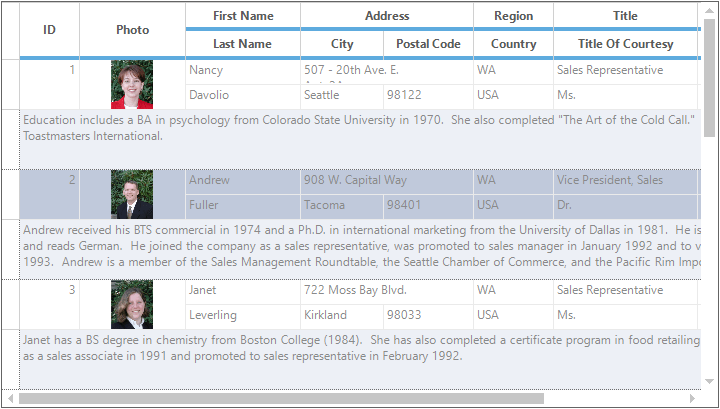 ID Photo First Name Address Region Title
Last Name City Postal Code Country Title Of Courtesy
1 Nancy 507 - 20th Ave. E. WA Sales Representative
Davolio Seattle 98122 USA Ms.
Education includes a BA in psychology from Colorado State University in 1970. She also completed "The Art of the Cold Call."
Toastmasters International.
2 Andrew 908 W. Capital Way WA Vice President, Sales
Fuller Tacoma 98401 USA Dr.
Andrew received his BTS commercial in 1974 and a Ph.D. in international marketing from the University of Dallas in 1981. He is
and reads German. He joined the company as a sales representative, was promoted to sales manager in January 1992 and to v
1993. Andrew is a member of the Sales Management Roundtable, the Seattle Chamber of Commerce, and the Pacific Rim Impo
3 Janet 722 Moss Bay Blvd. WA Sales Representative
Leverling Kirkland 98033 USA Ms.
Janet has a BS degree in chemistry from Boston College (1984). She has also completed a certificate program in food retailing
as a sales associate in 1991 and promoted to sales representative in February 1992.